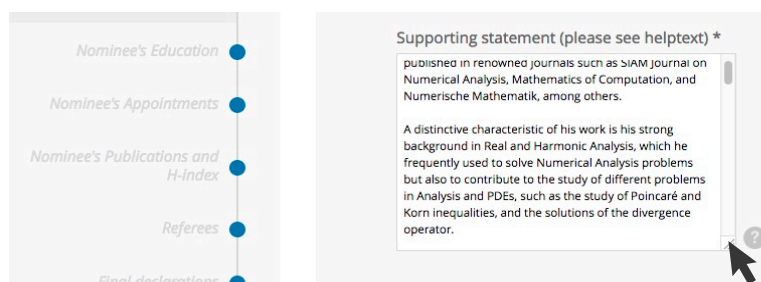 Nominee's Education
Nominee's Appointments
Nominee's Publications and
H-index
Referees
Final declarations
Supporting statement (please see helptext) *
published in renowned journals such as SIAM Journal on
Numerical Analysis, Mathematics of Computation, and
Numerische Mathematik, among others.
A distinctive characteristic of his work is his strong
background in Real and Harmonic Analysis, which he
frequently used to solve Numerical Analysis problems
but also to contribute to the study of different problems
in Analysis and PDEs, such as the study of Poincaré and
Korn inequalities, and the solutions of the divergence
operator.
?